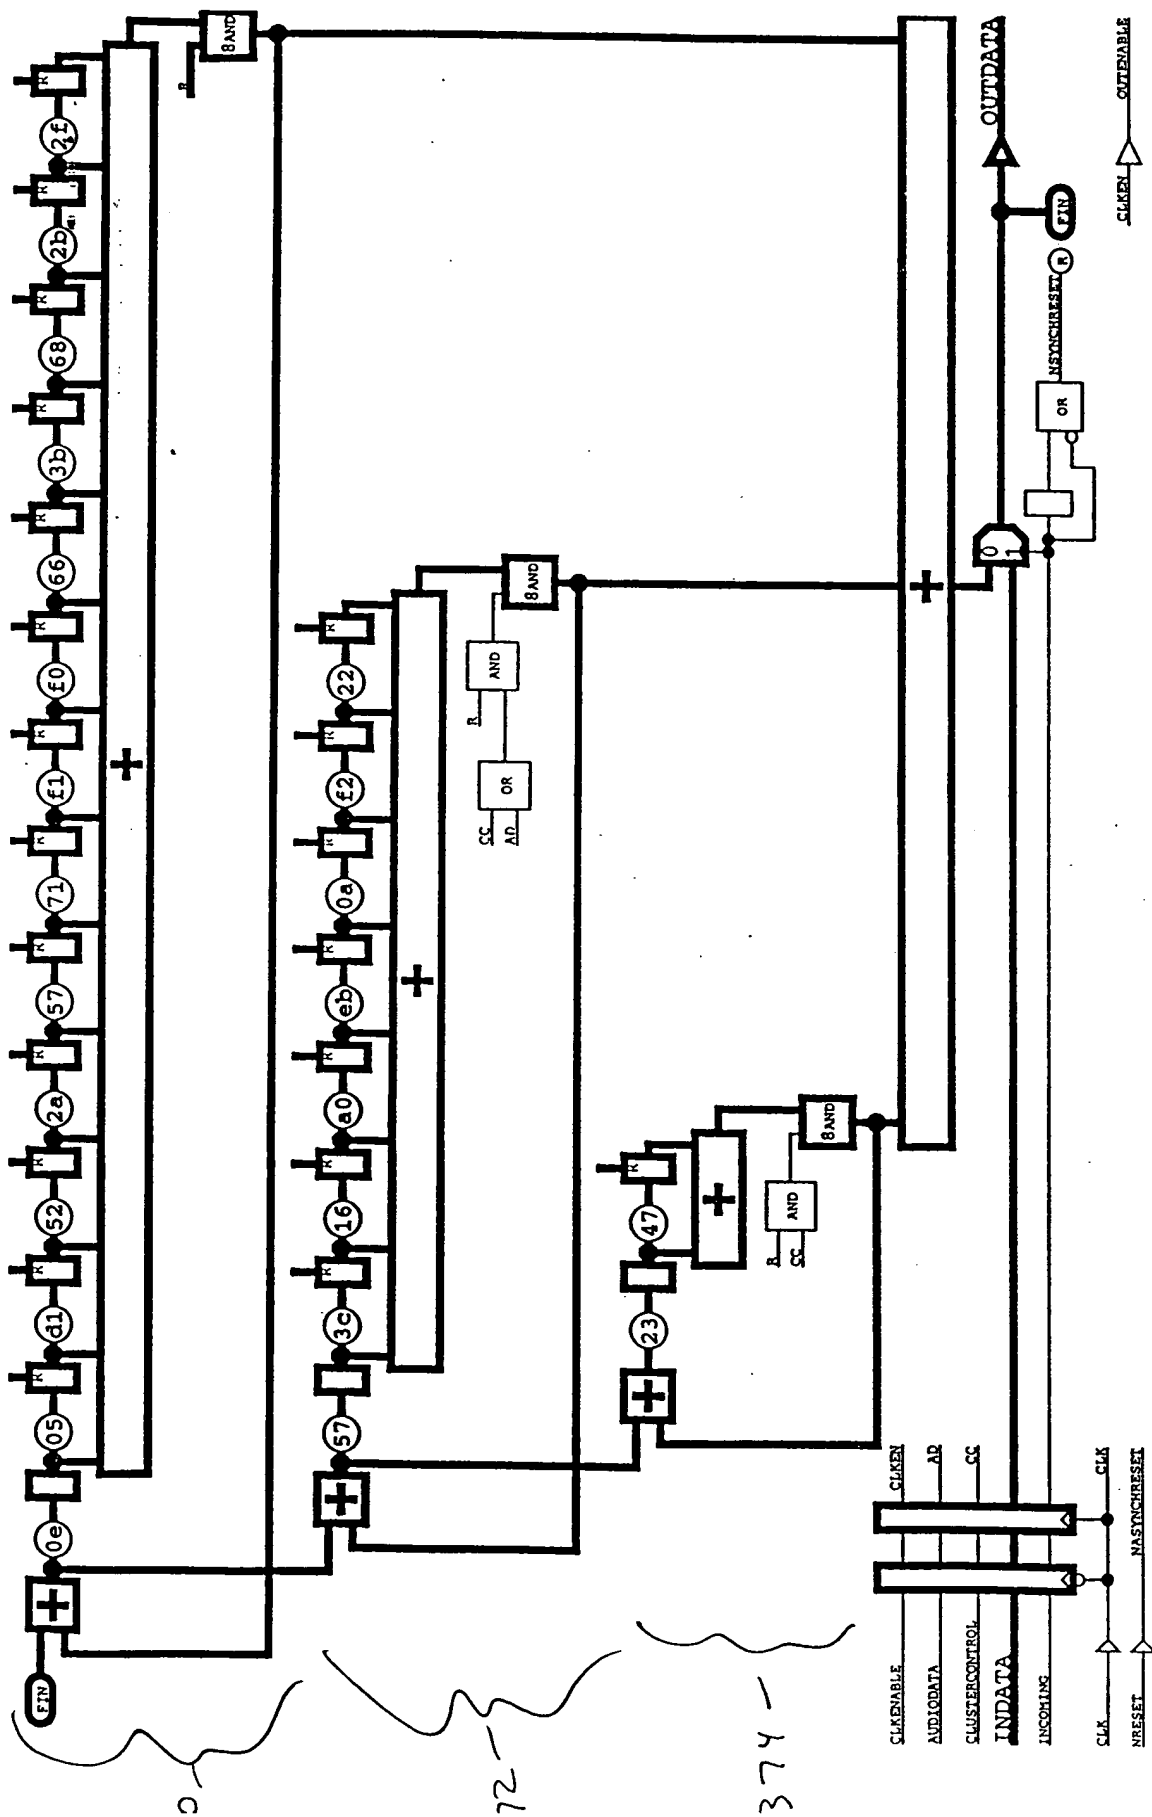 FIN
+
0e
05
R
d1
R
52
R
2a
R
57
R
71
R
f1
R
f0
R
66
R
3b
R
68
R
2b
R
2f
R
+
R
8AND
+
57
3c
R
16
R
a0
R
eb
R
0a
R
f2
R
22
R
+
CC
AD
OR
R
AND
8AND
+
23
47
R
+
R
CC
AND
8AND
+
CLKENABLE
CLKEN
AUDIODATA
AD
CLUSTERCONTROL
CC
INDATA
INCOMING
CLK
CLK
NRESET
NASYNCHRESET
0
1
OUTDATA
FIN
OR
NSYNCHRESET
R
CLKEN
OUTENABLE
72
374